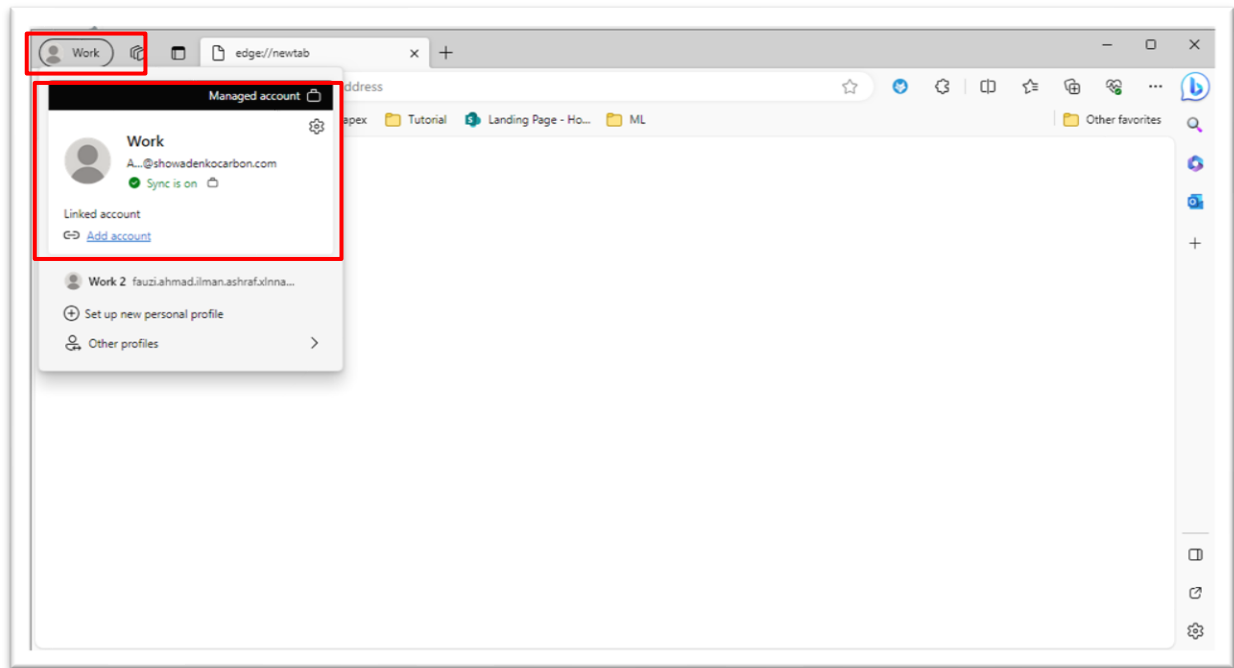 Work
edge://newtab
ddress
apex
Tutorial
Landing Page - Ho...
ML
Other favorites
Managed account
Work
A...@showadenkocarbon.com
Sync is on
Linked account
Add account
Work 2 fauzi.ahmad.ilman.ashraf.xlnna...
Set up new personal profile
Other profiles